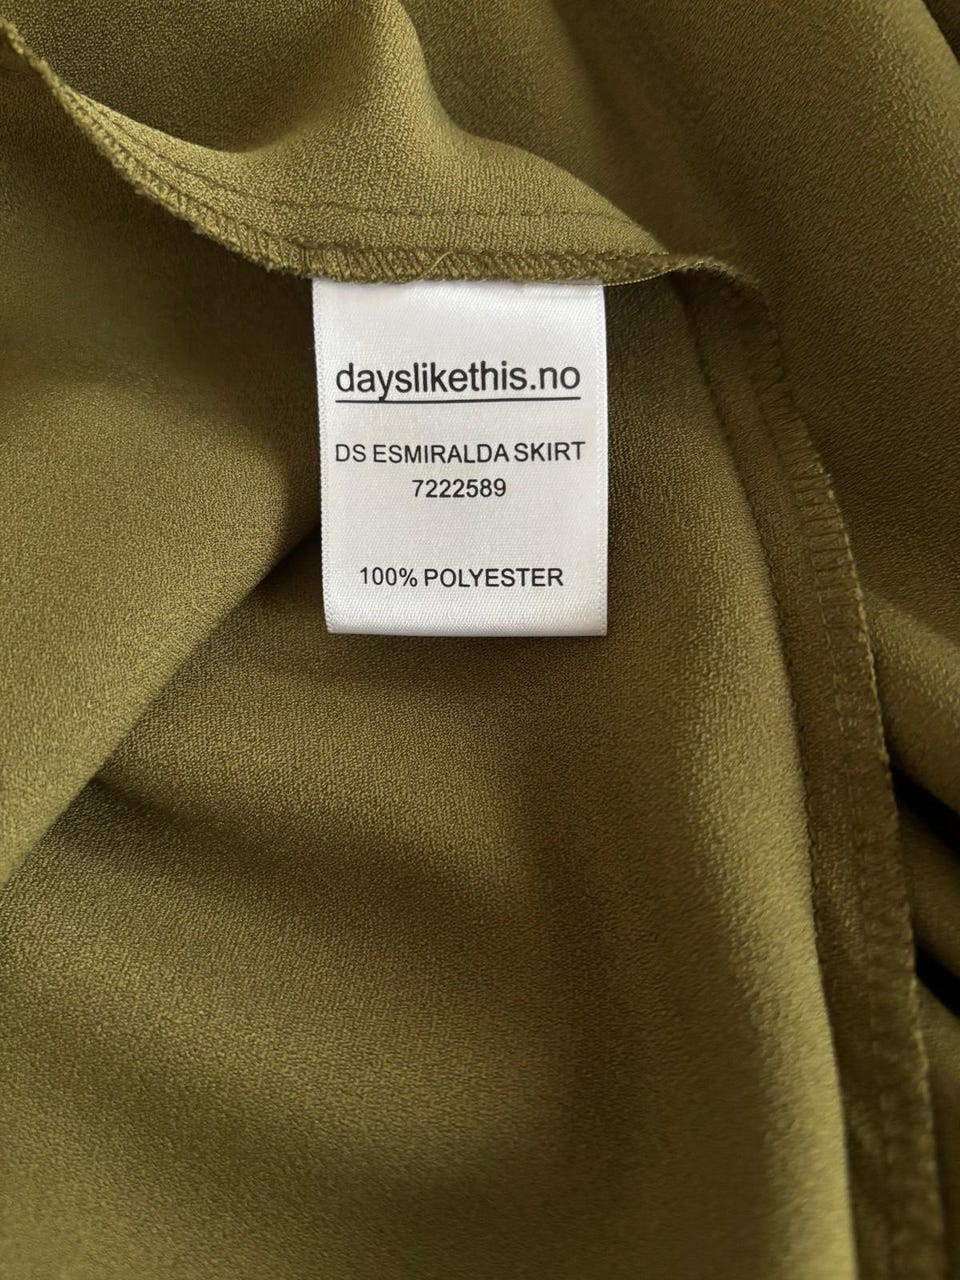 dayslikethis.no
DS ESMIRALDA SKIRT
7222589
100% POLYESTER